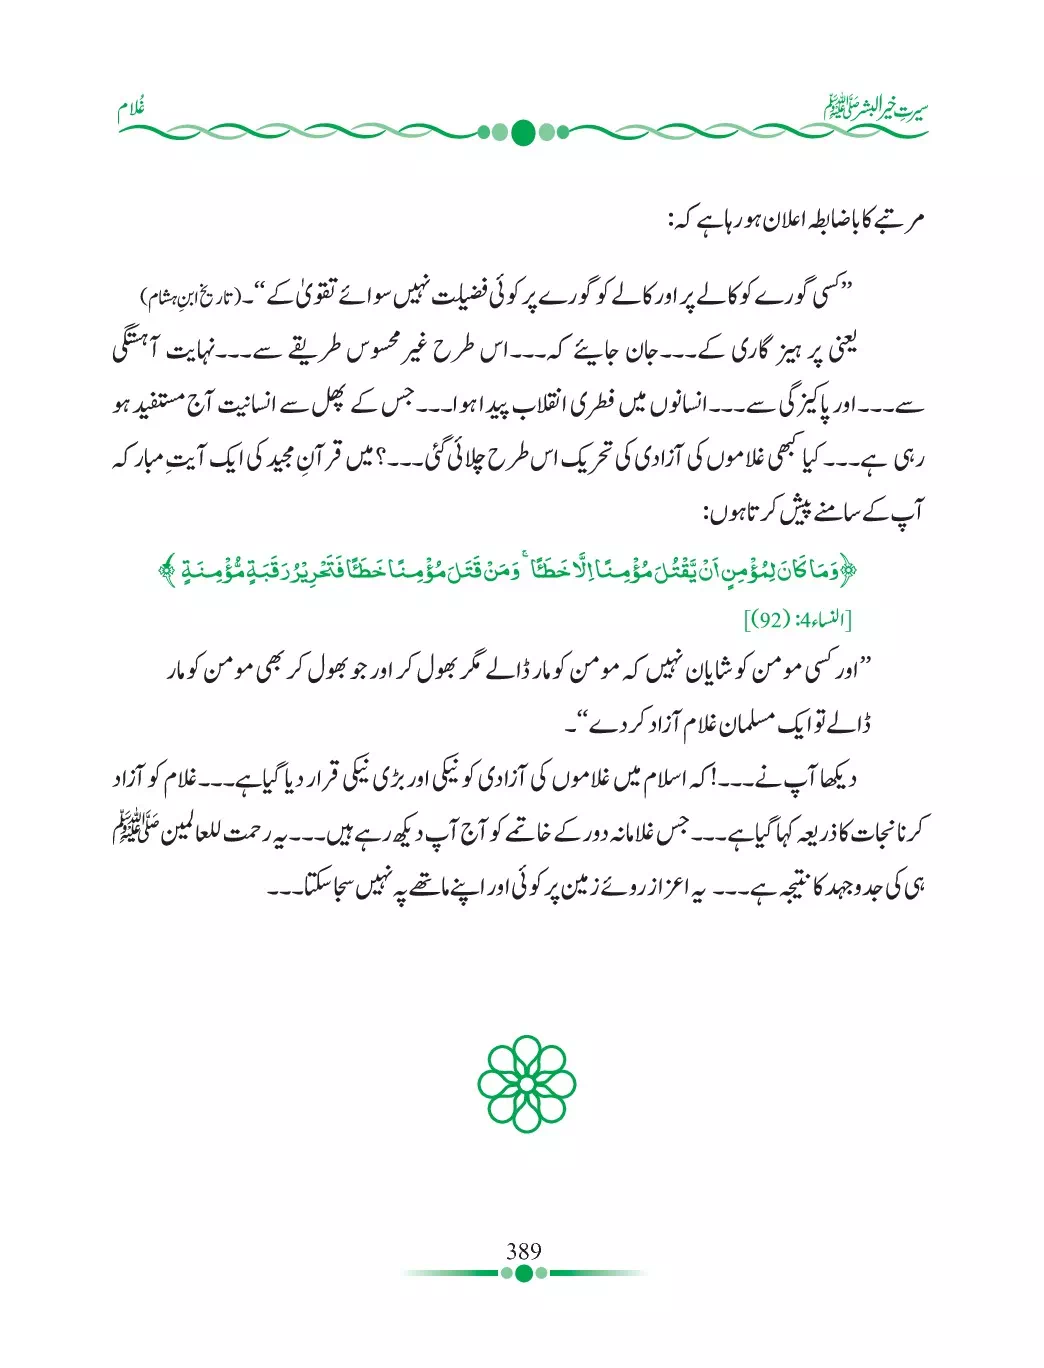 سیرتِ خیر البشر ﷺ
غُلام
مرتبے کا باضابطہ اعلان ہو رہا ہے کہ:
”کسی گورے کو کالے پر اور کالے کو گورے پر کوئی فضیلت نہیں سوائے تقویٰ کے“۔ (تاریخ ابنِ ہشام)
یعنی پرہیز گاری کے۔۔۔جان جایئے کہ۔۔۔اس طرح غیر محسوس طریقے سے۔۔۔نہایت آہستگی
سے۔۔۔اور پاکیزگی سے۔۔۔انسانوں میں فطری انقلاب پیدا ہوا۔۔۔جس کے پھل سے انسانیت آج مستفید ہو
رہی ہے۔۔۔کیا کبھی غلاموں کی آزادی کی تحریک اس طرح چلائی گئی۔۔۔؟میں قرآنِ مجید کی ایک آیتِ مبارکہ
آپ کے سامنے پیش کرتا ہوں:
﴿وَمَا كَانَ لِمُؤْمِنٍ اَنْ يَّقْتُلَ مُؤْمِنًا اِلَّا خَطَـًٔا ۚ وَمَنْ قَتَلَ مُؤْمِنًا خَطَـًٔا فَتَحْرِيْرُ رَقَبَةٍ مُّؤْمِنَةٍ﴾
[النساء4: (92)]
”اور کسی مومن کو شایان نہیں کہ مومن کو مار ڈالے مگر بھول کر اور جو بھول کر بھی مومن کو مار
ڈالے تو ایک مسلمان غلام آزاد کر دے“۔
دیکھا آپ نے۔۔۔!کہ اسلام میں غلاموں کی آزادی کو نیکی اور بڑی نیکی قرار دیا گیا ہے۔۔۔غلام کو آزاد
کرنا نجات کا ذریعہ کہا گیا ہے۔۔۔جس غلامانہ دور کے خاتمے کو آج آپ دیکھ رہے ہیں۔۔۔یہ رحمت للعالمین ﷺ
ہی کی جدوجہد کا نتیجہ ہے۔۔۔یہ اعزاز روئے زمین پر کوئی اور اپنے ماتھے پہ نہیں سجا سکتا۔۔۔
389